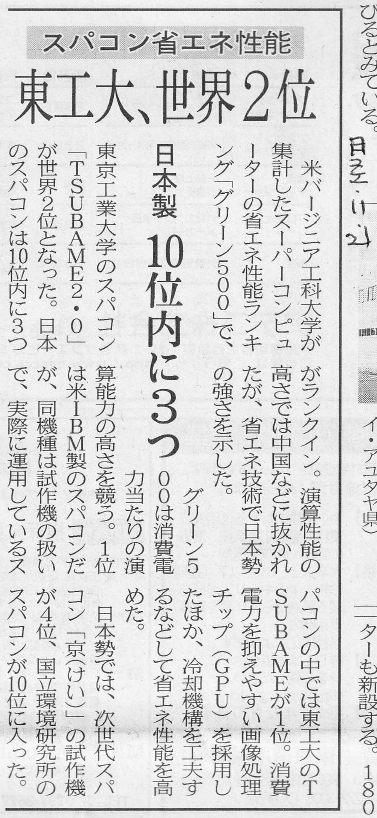 スパコン省エネ性能
東工大、世界2位
日本製 10位内に3つ
米バージニア工科大学が
集計したスーパーコンピュ
ーターの省エネ性能ランキ
ング「グリーン500」で、
東京工業大学のスパコン
「TSUBAME2・0」
が世界2位となった。日本
のスパコンは10位内に3つ
がランクイン。演算性能の
高さでは中国などに抜かれ
たが、省エネ技術で日本勢
の強さを示した。
グリーン5
00は消費電
力当たりの演
算能力の高さを競う。1位
は米IBM製のスパコンだ
が、同機種は試作機の扱い
で、実際に運用しているス
パコンの中では東工大のT
SUBAMEが1位。消費
電力を抑えやすい画像処理
チップ(GPU)を採用し
たほか、冷却機構を工夫す
るなどして省エネ性能を高
めた。
日本勢では、次世代スパ
コン「京(けい)」の試作機
が4位、国立環境研究所の
スパコンが10位に入った。
びるとみている。
イ・アユタヤ県)
ターも新設する。180